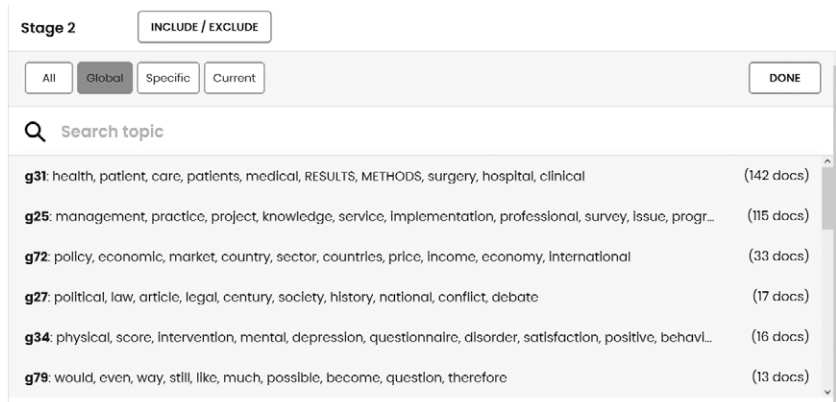 Stage 2 INCLUDE / EXCLUDE
All Global Specific Current DONE
Search topic
g31: health, patient, care, patients, medical, RESULTS, METHODS, surgery, hospital, clinical (142 docs)
g25: management, practice, project, knowledge, service, implementation, professional, survey, issue, progr... (115 docs)
g72: policy, economic, market, country, sector, countries, price, income, economy, international (33 docs)
g27: political, law, article, legal, century, society, history, national, conflict, debate (17 docs)
g34: physical, score, intervention, mental, depression, questionnaire, disorder, satisfaction, positive, behavi... (16 docs)
g79: would, even, way, still, like, much, possible, become, question, therefore (13 docs)